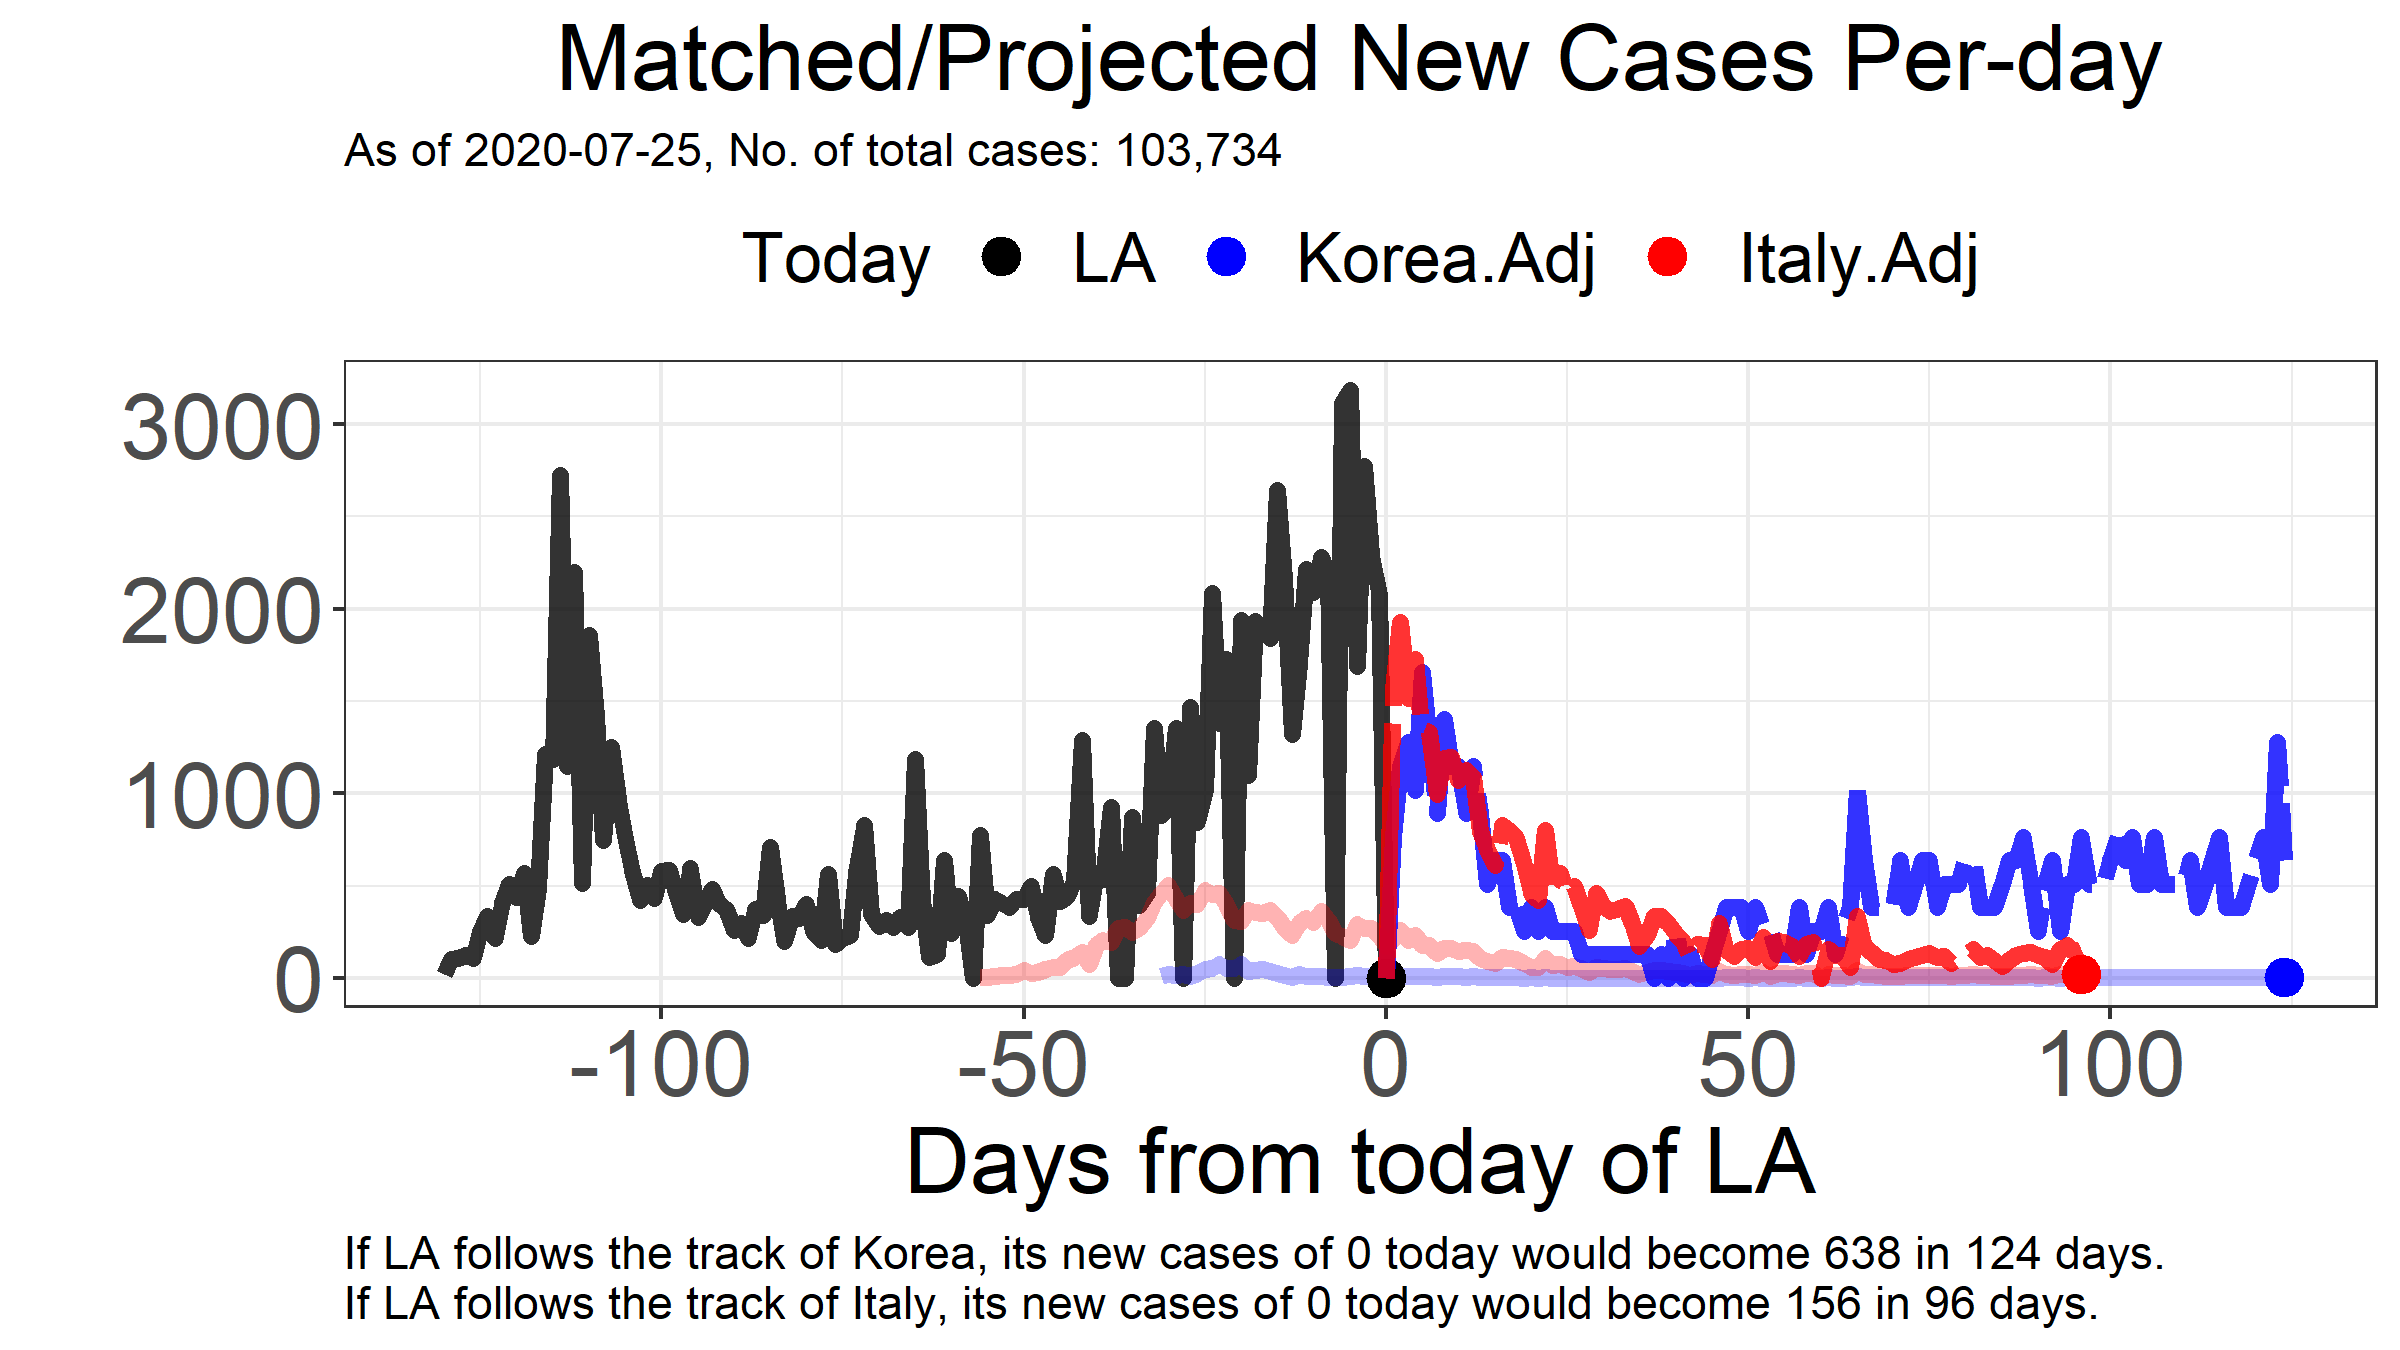 Matched/Projected New Cases Per-day
As of 2020-07-25, No. of total cases: 103,734
Today LA Korea.Adj Italy.Adj
3000
2000
1000
0
-100 -50 0 50 100
Days from today of LA
If LA follows the track of Korea, its new cases of 0 today would become 638 in 124 days.
If LA follows the track of Italy, its new cases of 0 today would become 156 in 96 days.